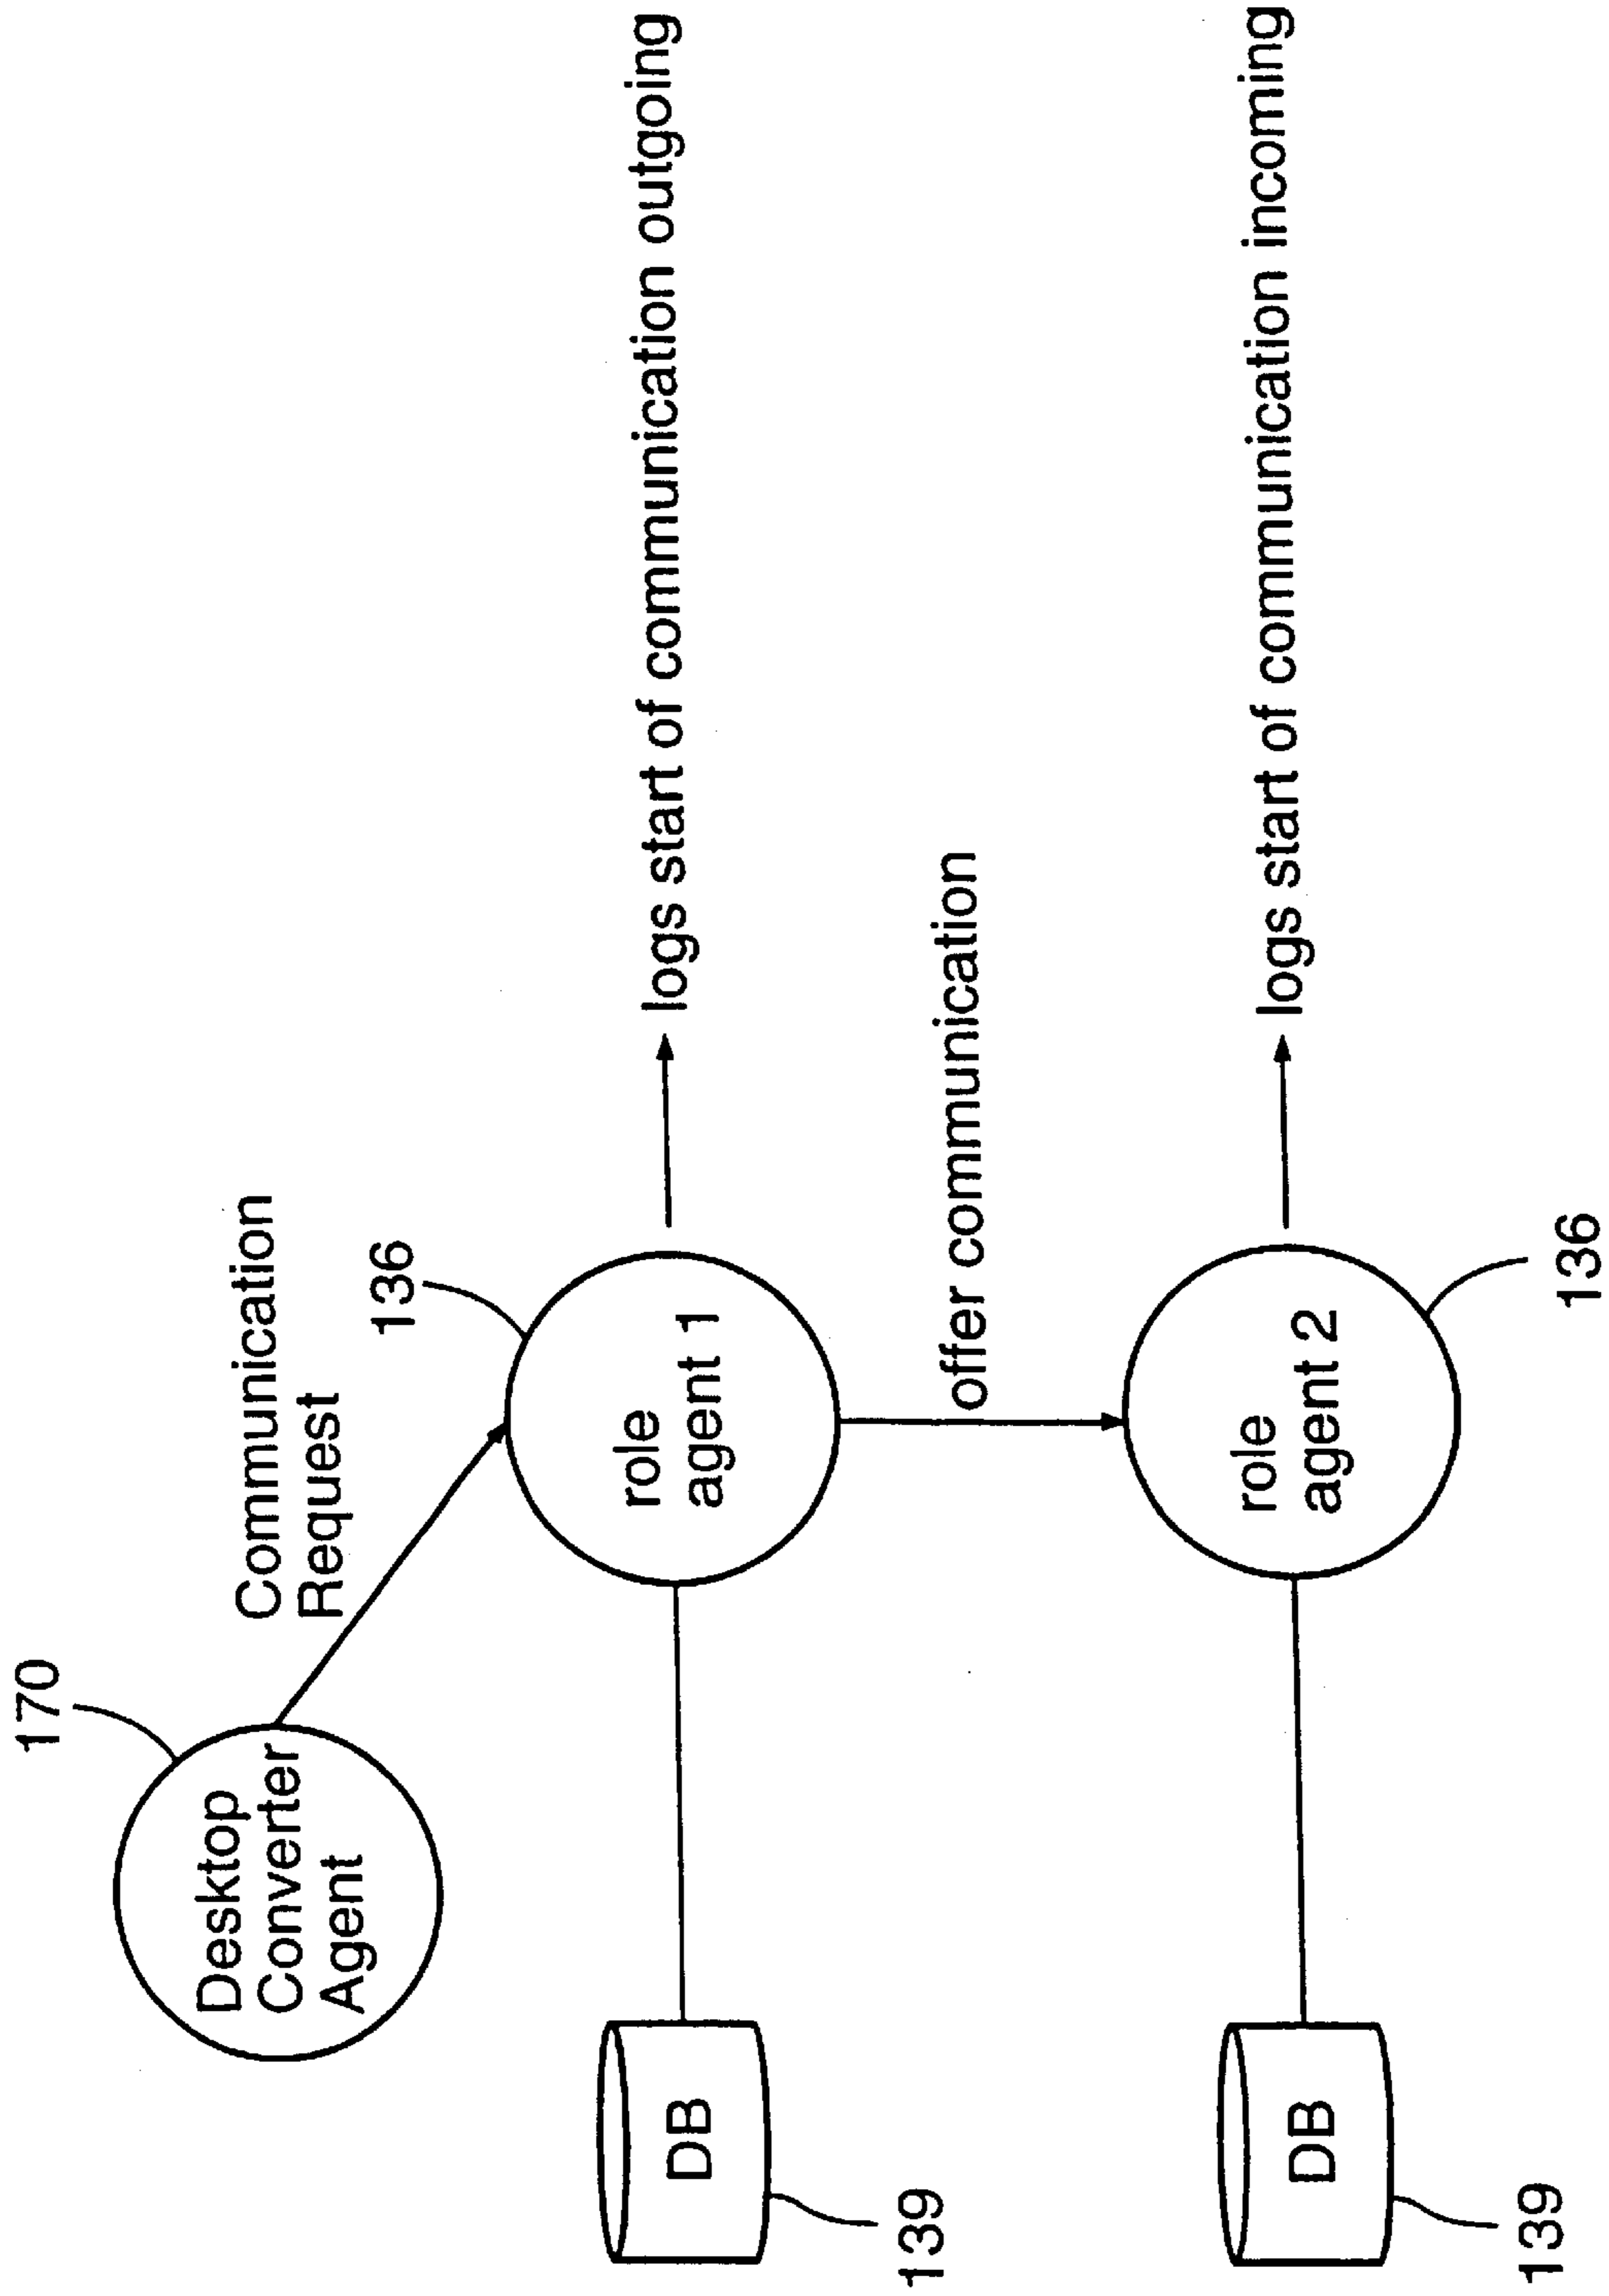 170
Desktop
Converter
Agent
Communication
Request
136
DB
139
role
agent 1
logs start of communication outgoing
offer communication
DB
139
role
agent 2
136
logs start of communication incoming